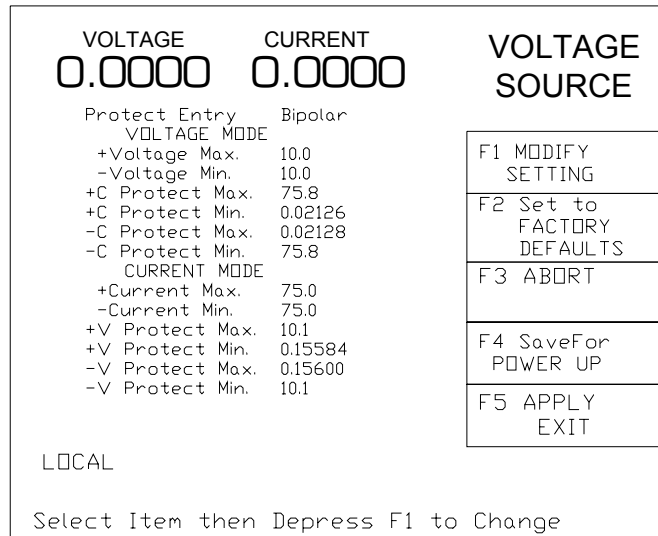 VOLTAGE CURRENT
0.0000 0.0000
VOLTAGE
SOURCE
Protect Entry Bipolar
VOLTAGE MODE
+Voltage Max. 10.0
-Voltage Min. 10.0
+C Protect Max. 75.8
+C Protect Min. 0.02126
-C Protect Max. 0.02128
-C Protect Min. 75.8
CURRENT MODE
+Current Max. 75.0
-Current Min. 75.0
+V Protect Max. 10.1
+V Protect Min. 0.15584
-V Protect Max. 0.15600
-V Protect Min. 10.1
F1 MODIFY
SETTING
F2 Set to
FACTORY
DEFAULTS
F3 ABORT
F4 SaveFor
POWER UP
F5 APPLY
EXIT
LOCAL
Select Item then Depress F1 to Change